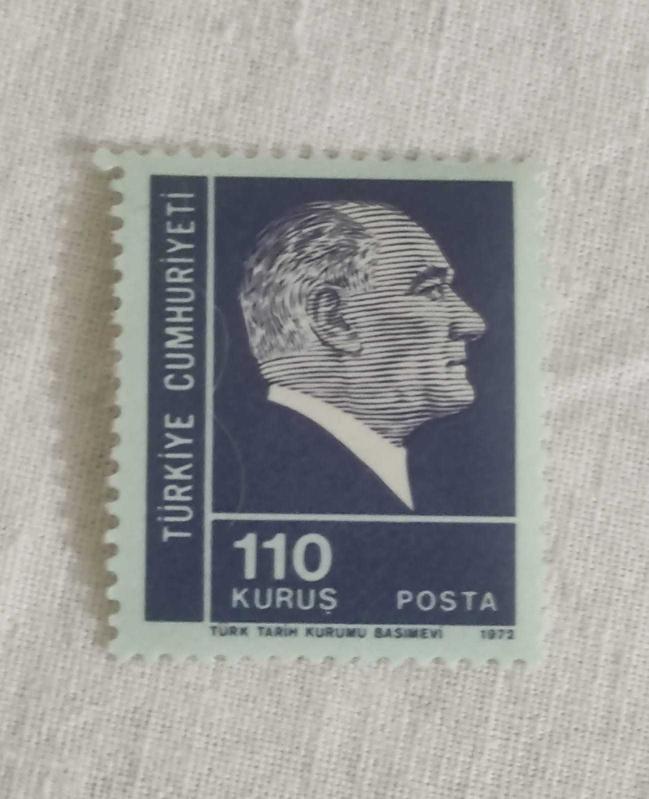 TÜRKİYE CUMHURİYETİ
110
KURUŞ POSTA
TÜRK TARİH KURUMU BASIMEVİ 1972